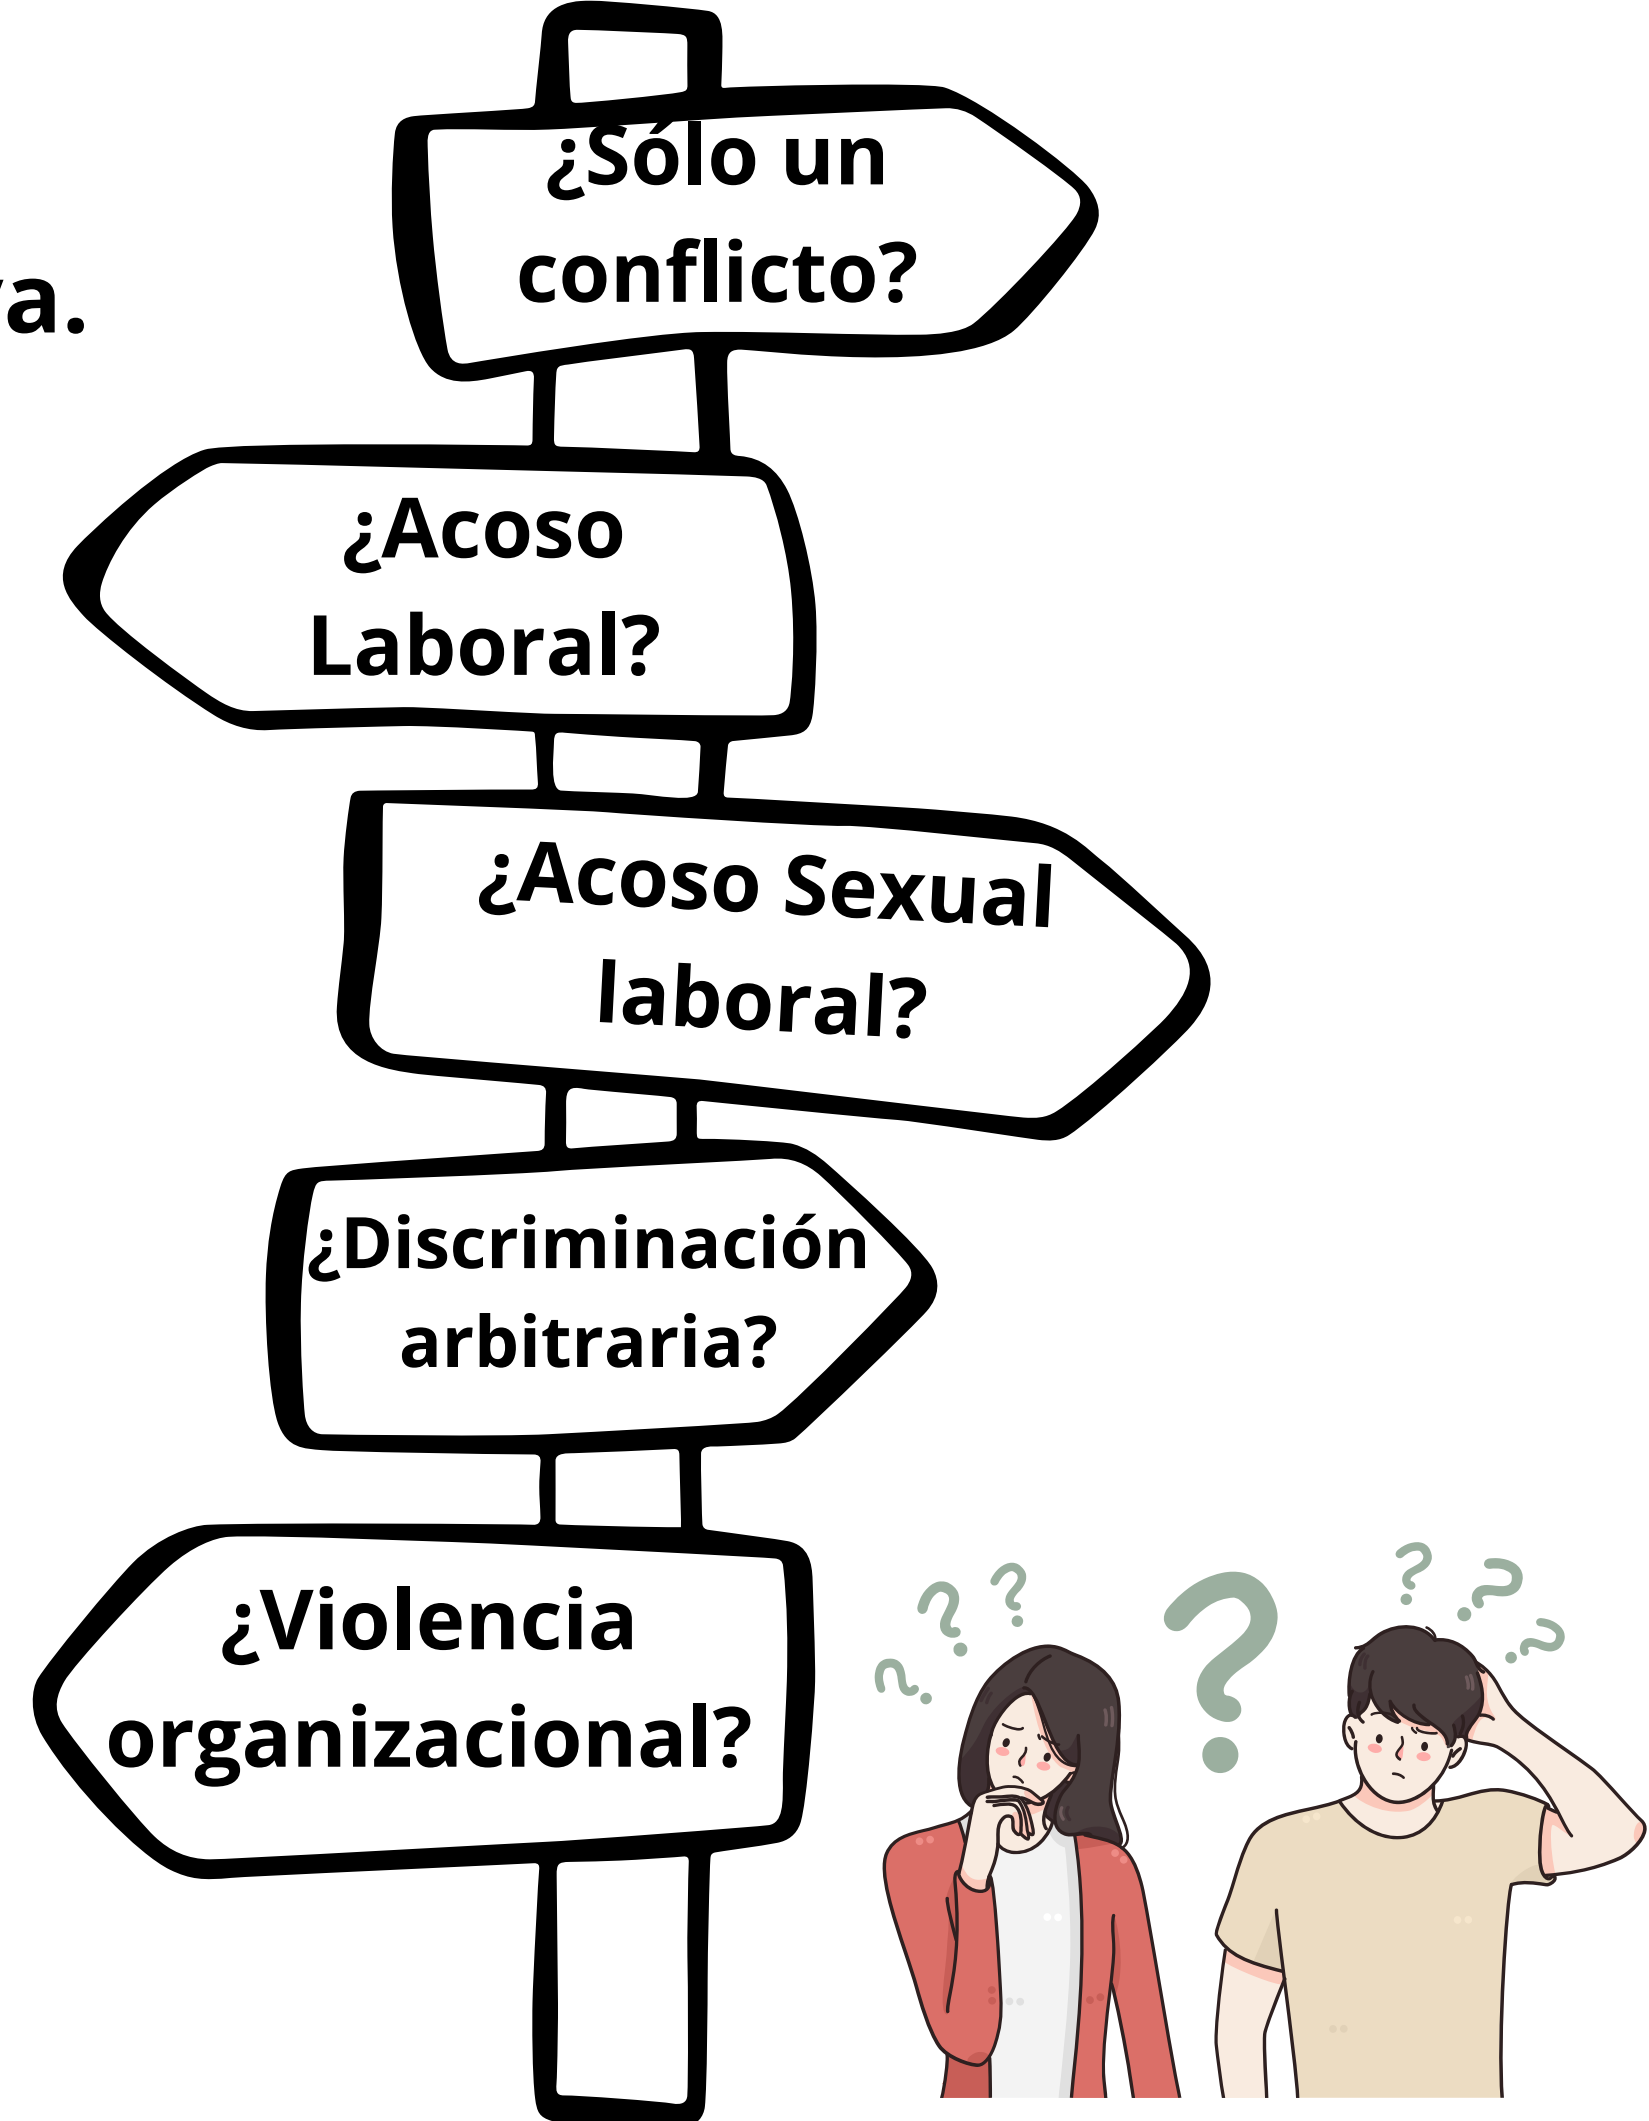 ¿Sólo un
conflicto?
¿Acoso
Laboral?
¿Acoso Sexual
laboral?
¿Discriminación
arbitraria?
¿Violencia
organizacional?